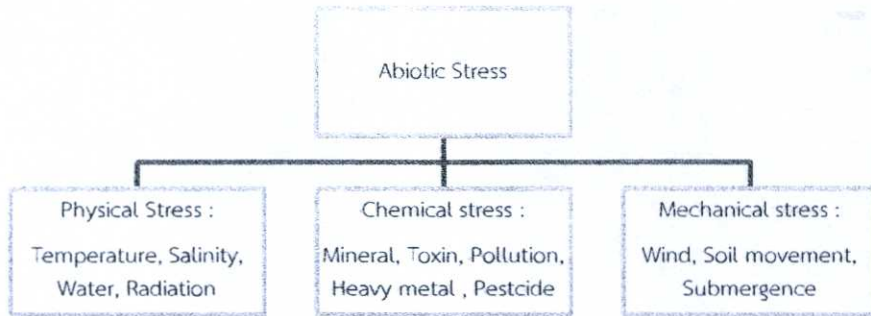 Abiotic Stress
Physical Stress :
Temperature, Salinity,
Water, Radiation
Chemical stress :
Mineral, Toxin, Pollution,
Heavy metal , Pestcide
Mechanical stress :
Wind, Soil movement,
Submergence